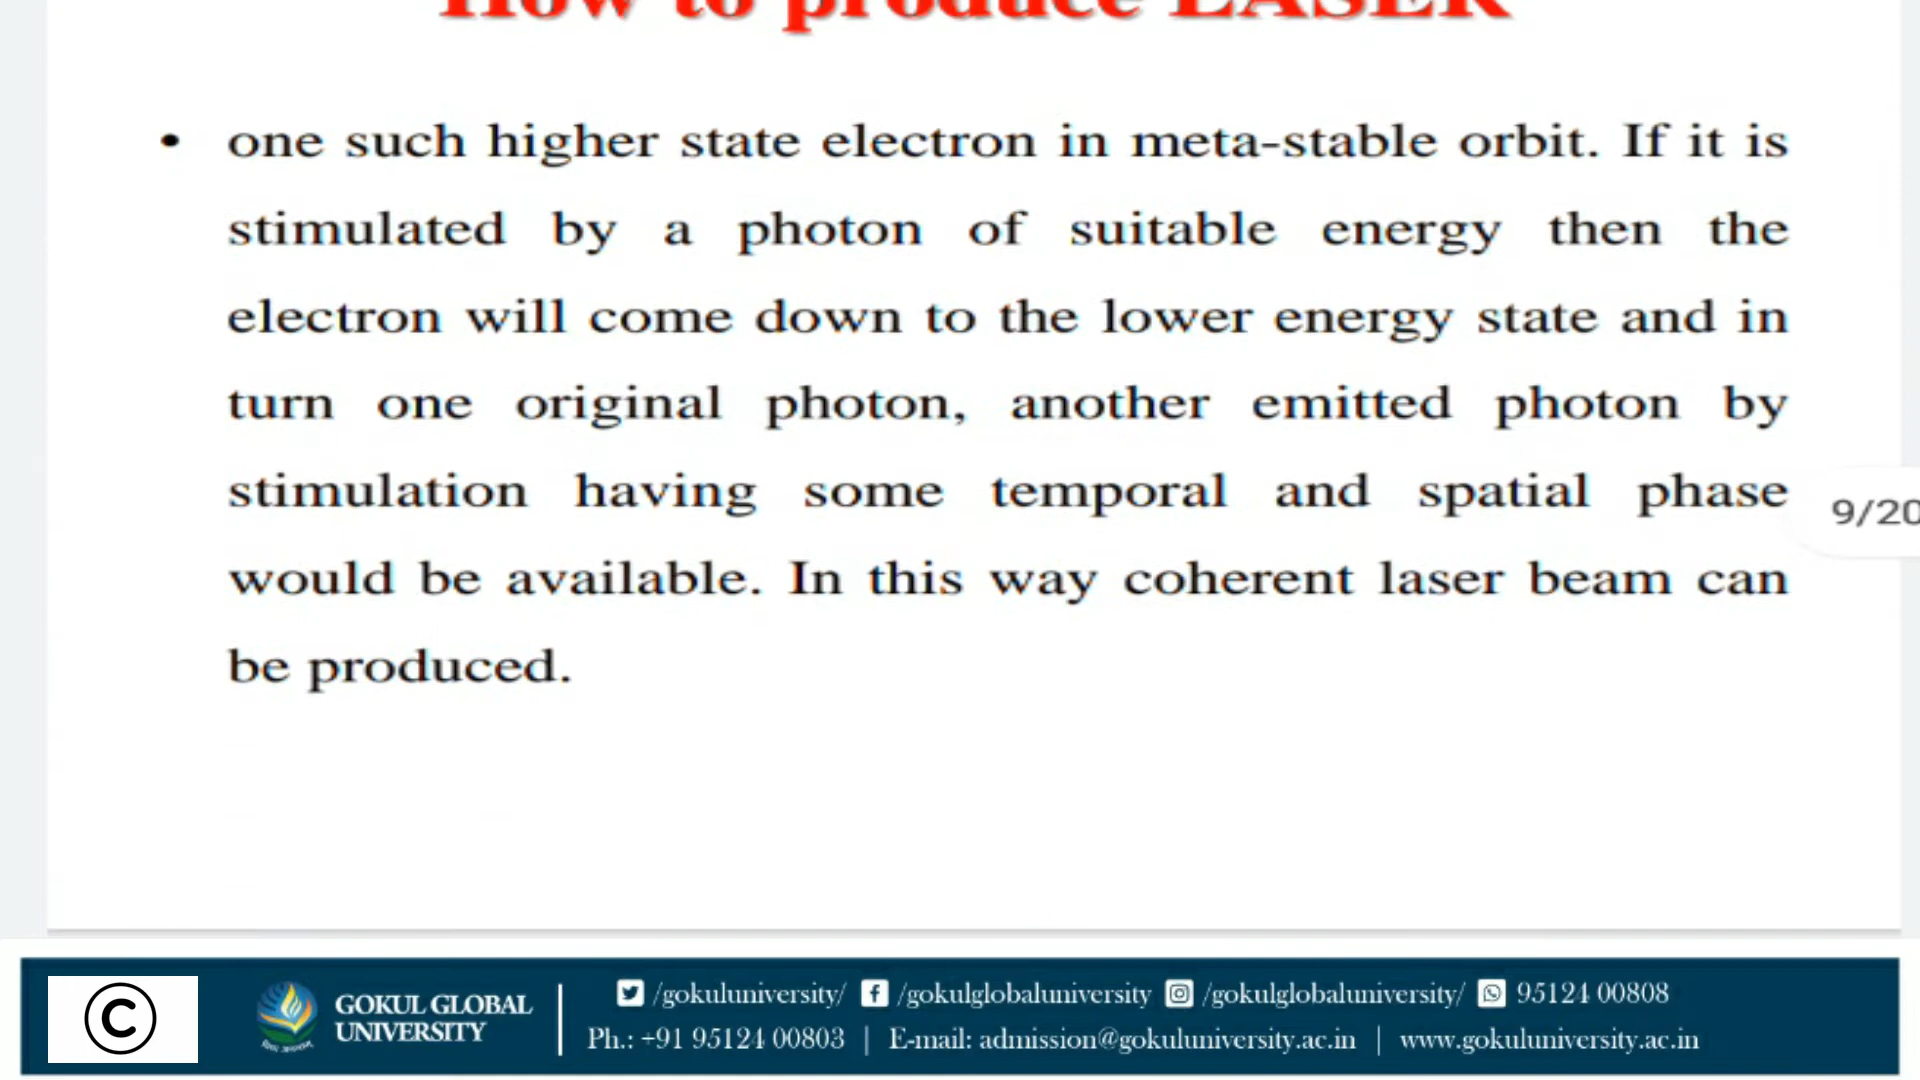 How to produce LASER
• one such higher state electron in meta-stable orbit. If it is
stimulated by a photon of suitable energy then the
electron will come down to the lower energy state and in
turn one original photon, another emitted photon by
stimulation having some temporal and spatial phase
would be available. In this way coherent laser beam can
be produced.
9/20
©
GOKUL GLOBAL
UNIVERSITY
/gokuluniversity/ /gokulglobaluniversity /gokulglobaluniversity/ 95124 00808
Ph.: +91 95124 00803 | E-mail: admission@gokuluniversity.ac.in | www.gokuluniversity.ac.in